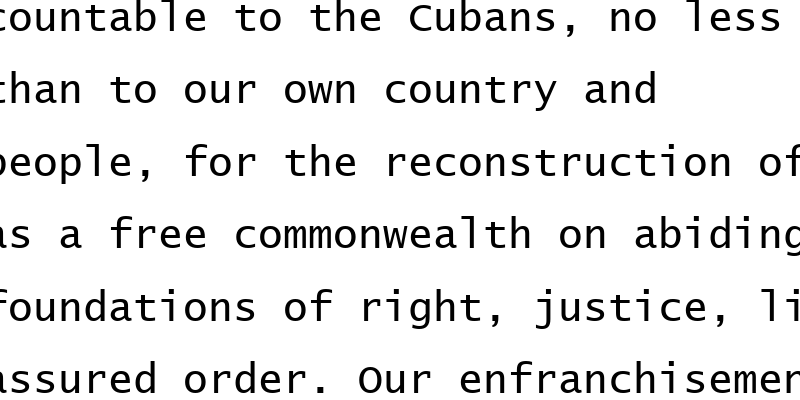 countable to the Cubans, no less
than to our own country and
people, for the reconstruction of
as a free commonwealth on abiding
foundations of right, justice, li
assured order. Our enfranchisemen